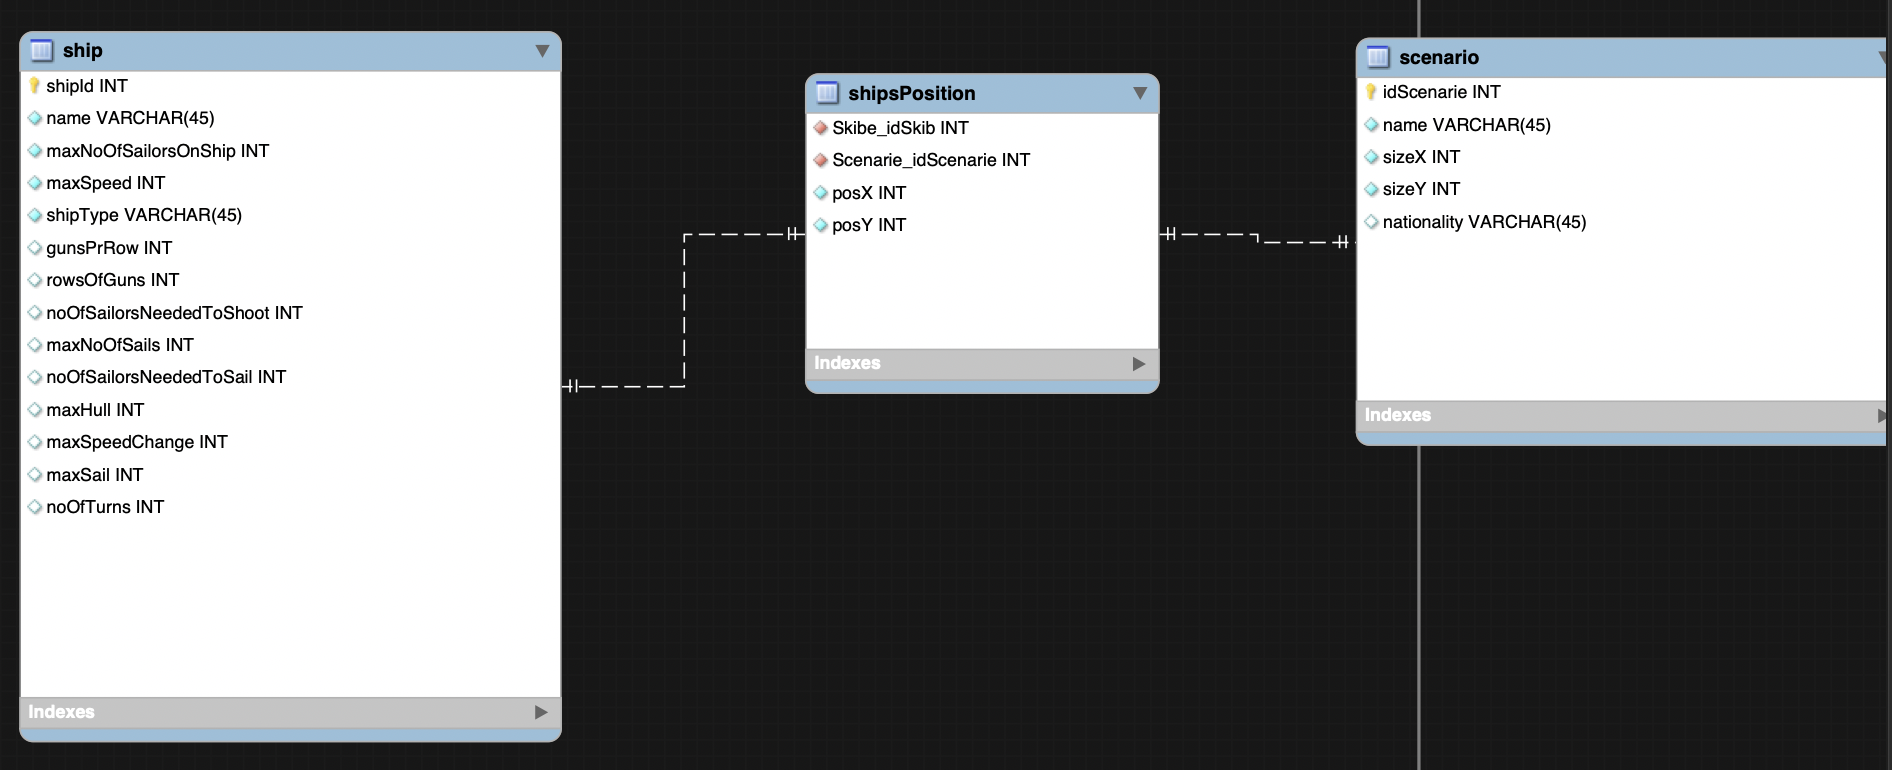 ship
shipId INT
name VARCHAR(45)
maxNoOfSailorsOnShip INT
maxSpeed INT
shipType VARCHAR(45)
gunsPrRow INT
rowsOfGuns INT
noOfSailorsNeededToShoot INT
maxNoOfSails INT
noOfSailorsNeededToSail INT
maxHull INT
maxSpeedChange INT
maxSail INT
noOfTurns INT
Indexes
shipsPosition
Skibe_idSkib INT
Scenarie_idScenarie INT
posX INT
posY INT
Indexes
scenario
idScenarie INT
name VARCHAR(45)
sizeX INT
sizeY INT
nationality VARCHAR(45)
Indexes